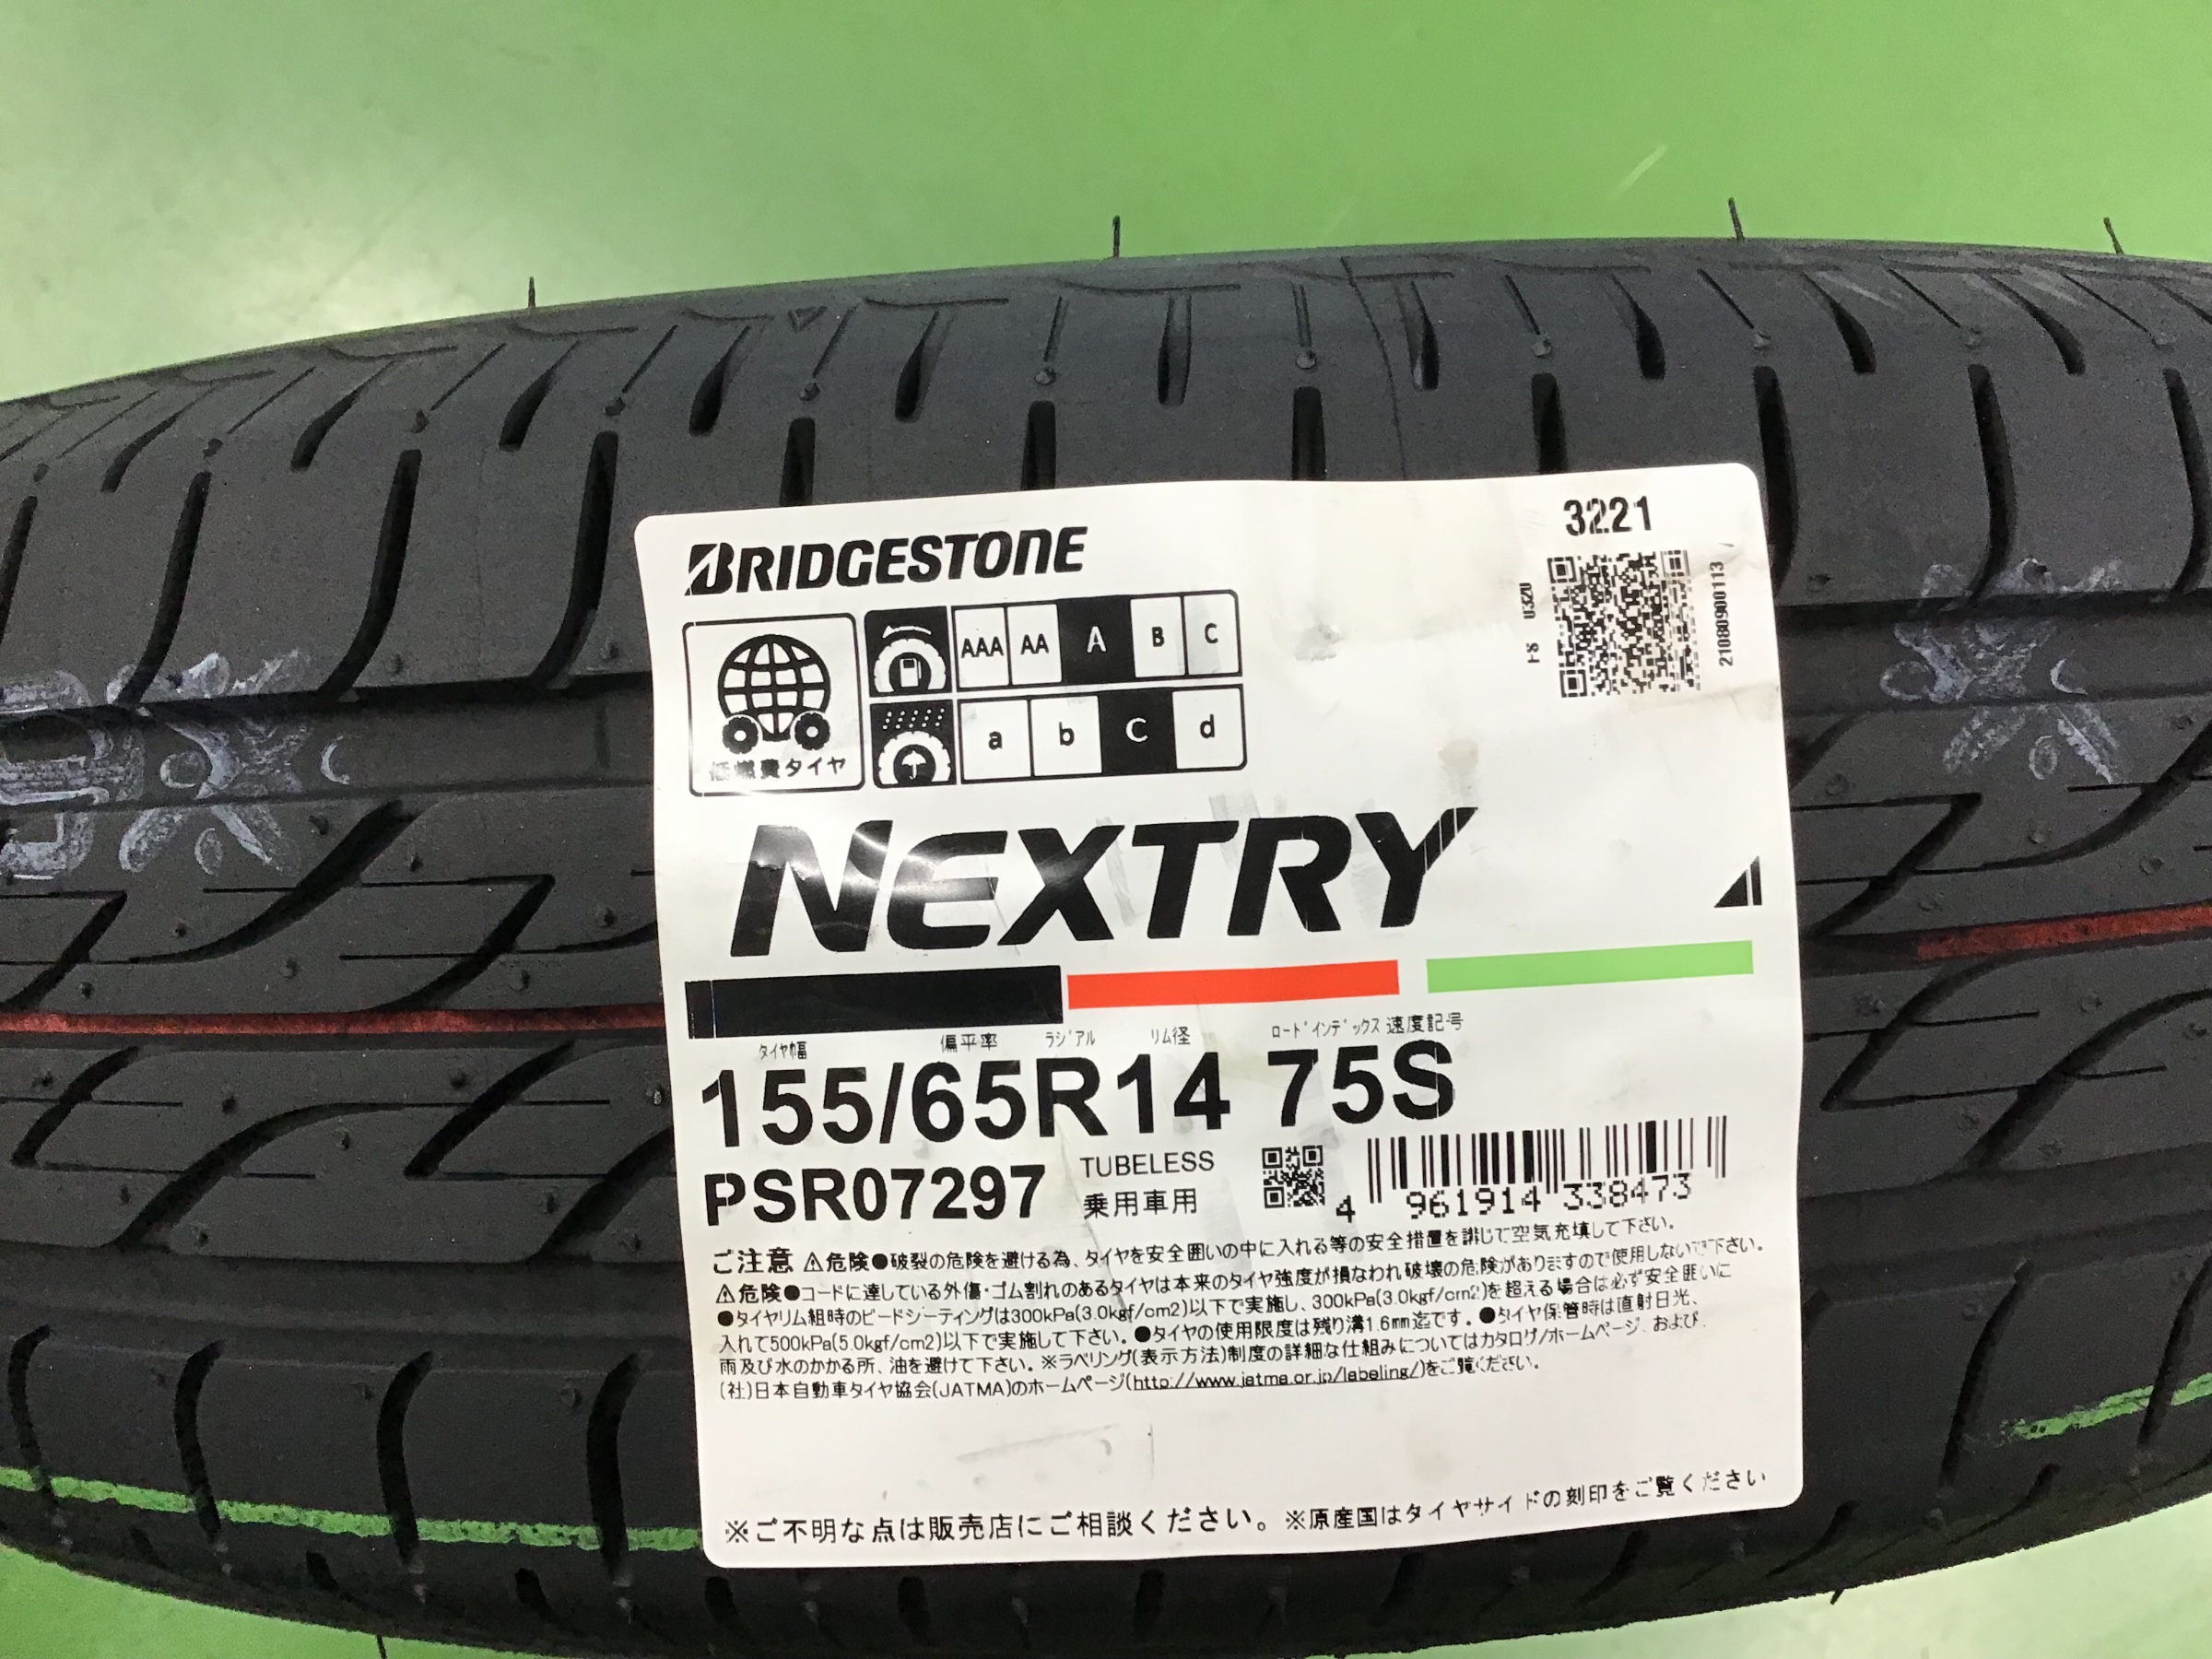 BRIDGESTONE
3221
AAA AA A B C
a b c d
低燃費タイヤ
210809000113
NEXTRY
タイヤ幅 偏平率 ラジアル リム径 ロードインデックス 速度記号
155/65R14 75S
PSR07297 TUBELESS
乗用車用
4 961914 338473
ご注意 ⚠危険●破裂の危険を避ける為、タイヤを安全囲いの中に入れる等の安全措置を講じて空気充填して下さい。
⚠危険●コードに達している外傷・ゴム割れのあるタイヤは本来のタイヤ強度が損なわれ破壊の危険がありますので使用しないで下さい。
●タイヤリム組時のビードシーティングは300kPa(3.0kgf/cm2)以下で実施し、300kPa(3.0kgf/cm2)を超える場合は必ず安全囲いに
入れて500kPa(5.0kgf/cm2)以下で実施して下さい。●タイヤの使用限度は残り溝1.6mm迄です。●タイヤ保管時は直射日光、
雨及び水のかかる所、油を避けて下さい。※ラベリング(表示方法)制度の詳細な仕組みについてはカタログ/ホームページ、および、
(社)日本自動車タイヤ協会(JATMA)のホームページ(http://www.jatma.or.jp/labeling/)をご覧ください。
※ご不明な点は販売店にご相談ください。※原産国はタイヤサイドの刻印をご覧ください